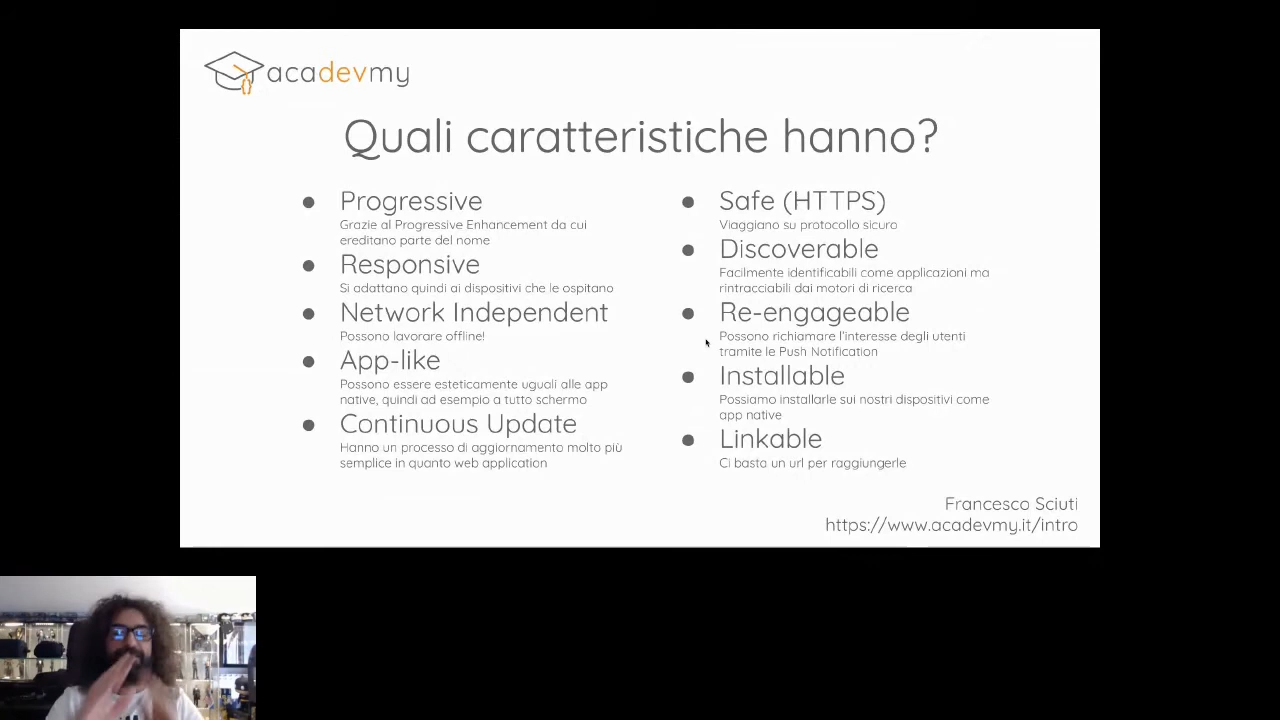 acadevmy
Quali caratteristiche hanno?
Progressive
Grazie al Progressive Enhancement da cui
ereditano parte del nome
Responsive
Si adattano quindi ai dispositivi che le ospitano
Network Independent
Possono lavorare offline!
App-like
Possono essere esteticamente uguali alle app
native, quindi ad esempio a tutto schermo
Continuous Update
Hanno un processo di aggiornamento molto più
semplice in quanto web application
Safe (HTTPS)
Viaggiano su protocollo sicuro
Discoverable
Facilmente identificabili come applicazioni ma
rintracciabili dai motori di ricerca
Re-engageable
Possono richiamare l'interesse degli utenti
tramite le Push Notification
Installable
Possiamo installarle sui nostri dispositivi come
app native
Linkable
Ci basta un url per raggiungerle
Francesco Sciuti
https://www.acadevmy.it/intro